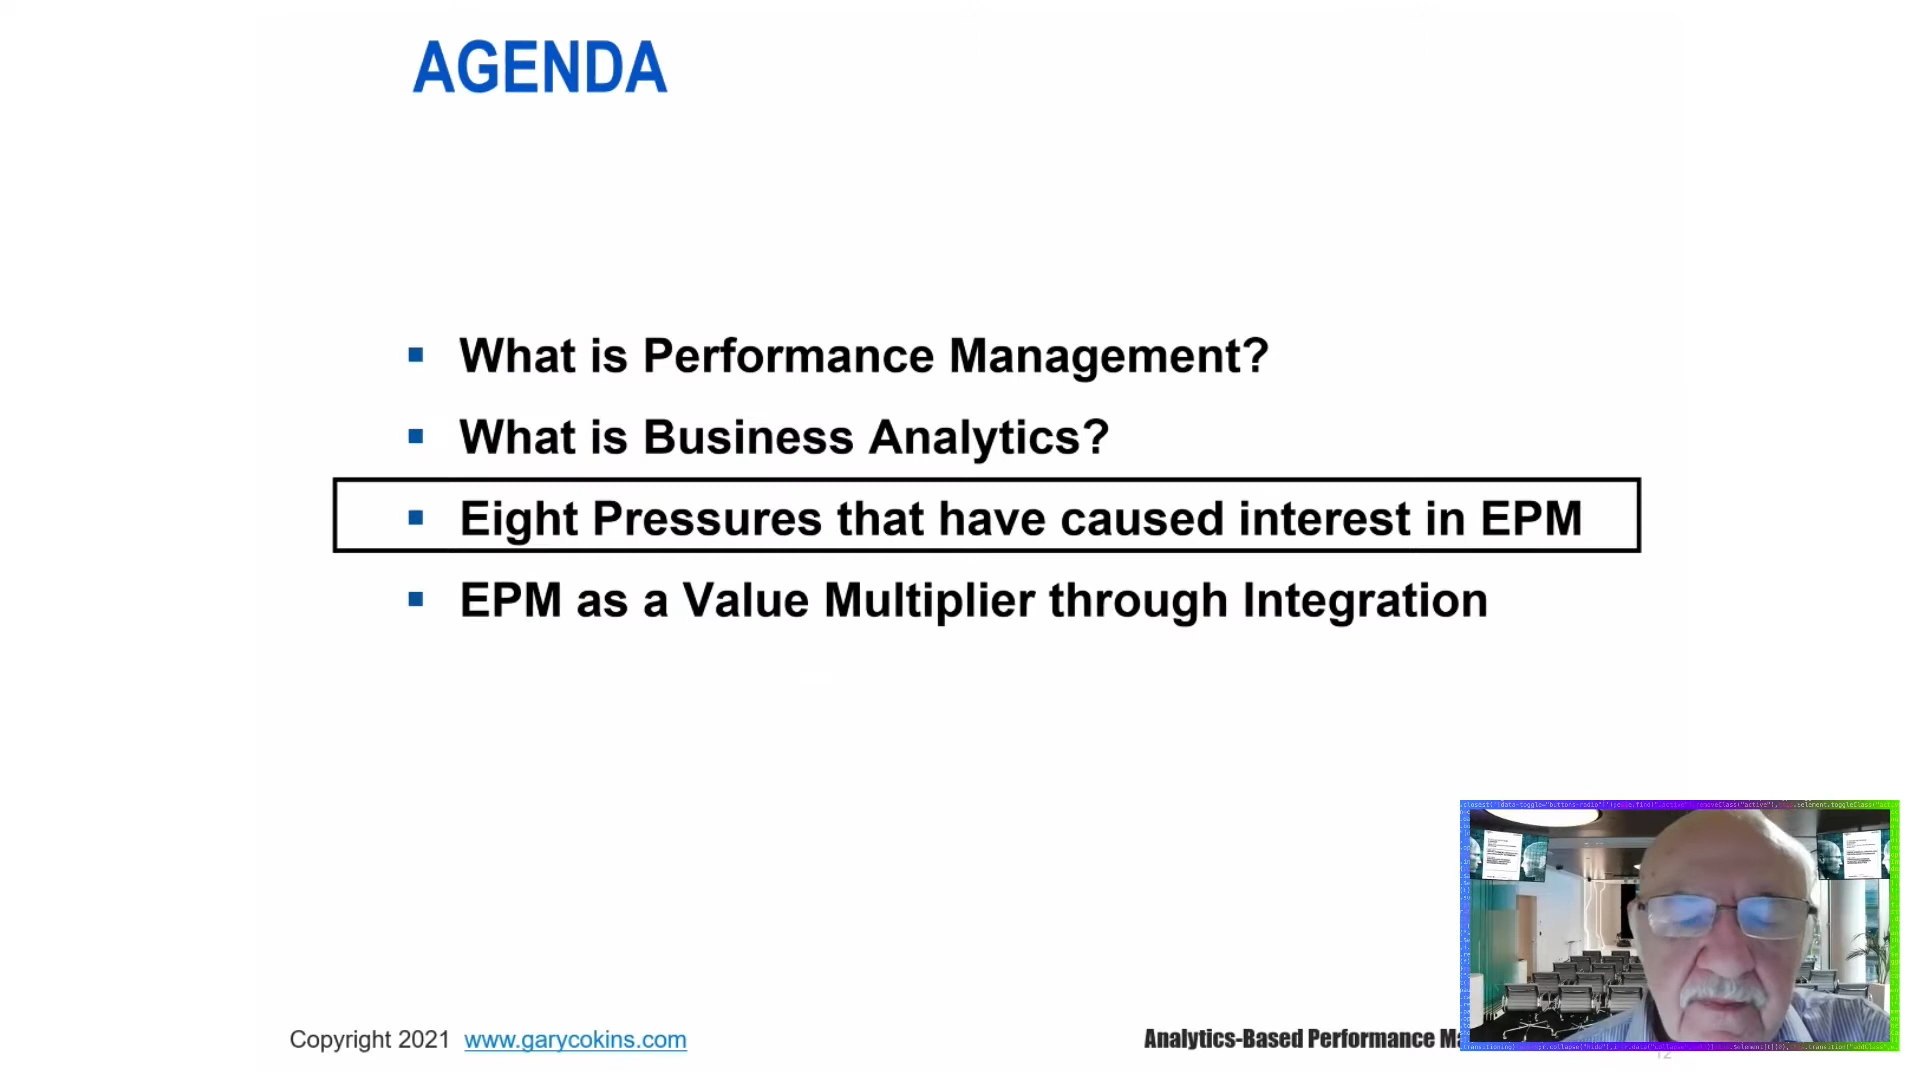 AGENDA
▪ What is Performance Management?
▪ What is Business Analytics?
▪ Eight Pressures that have caused interest in EPM
▪ EPM as a Value Multiplier through Integration
Copyright 2021 www.garycokins.com
Analytics-Based Performance
12